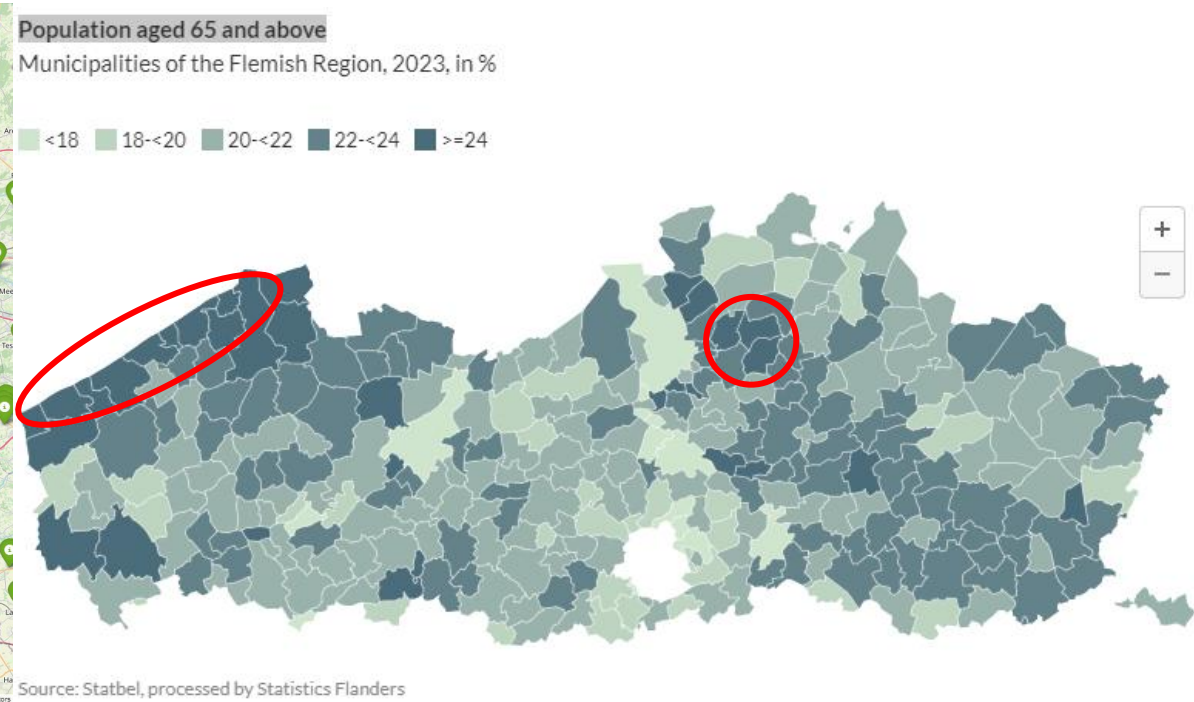 Population aged 65 and above
Municipalities of the Flemish Region, 2023, in %
<18 18-<20 20-<22 22-<24 >=24
+
−
Source: Statbel, processed by Statistics Flanders